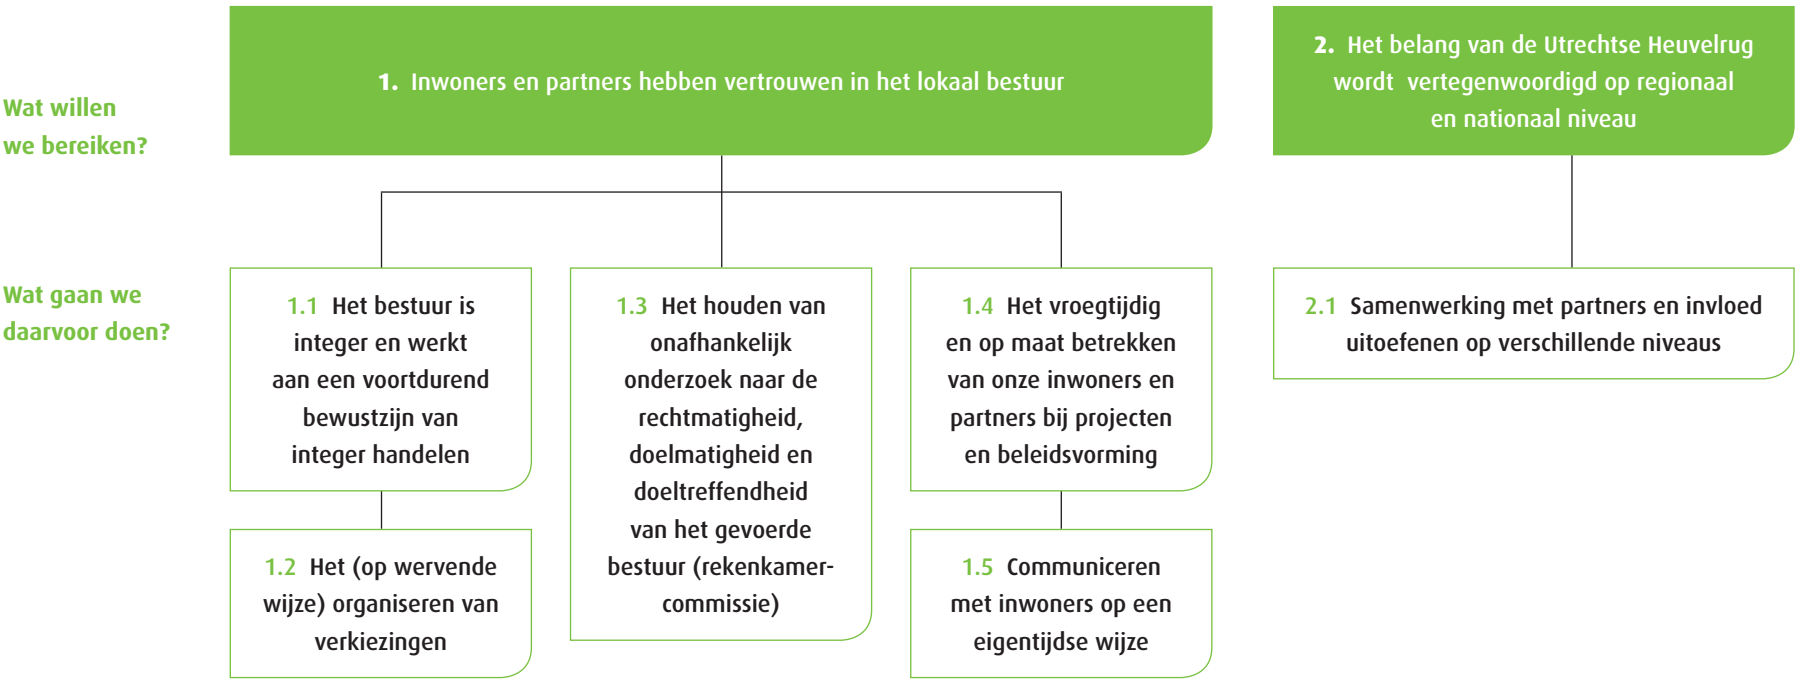 Wat willen
we bereiken?
1. Inwoners en partners hebben vertrouwen in het lokaal bestuur
2. Het belang van de Utrechtse Heuvelrug
wordt vertegenwoordigd op regionaal
en nationaal niveau
Wat gaan we
daarvoor doen?
1.1 Het bestuur is
integer en werkt
aan een voortdurend
bewustzijn van
integer handelen
1.2 Het (op wervende
wijze) organiseren van
verkiezingen
1.3 Het houden van
onafhankelijk
onderzoek naar de
rechtmatigheid,
doelmatigheid en
doeltreffendheid
van het gevoerde
bestuur (rekenkamer-
commissie)
1.4 Het vroegtijdig
en op maat betrekken
van onze inwoners en
partners bij projecten
en beleidsvorming
1.5 Communiceren
met inwoners op een
eigentijdse wijze
2.1 Samenwerking met partners en invloed
uitoefenen op verschillende niveaus